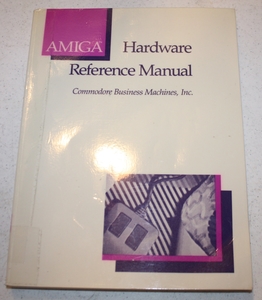 AMIGA Hardware
Reference Manual
Commodore Business Machines, Inc.